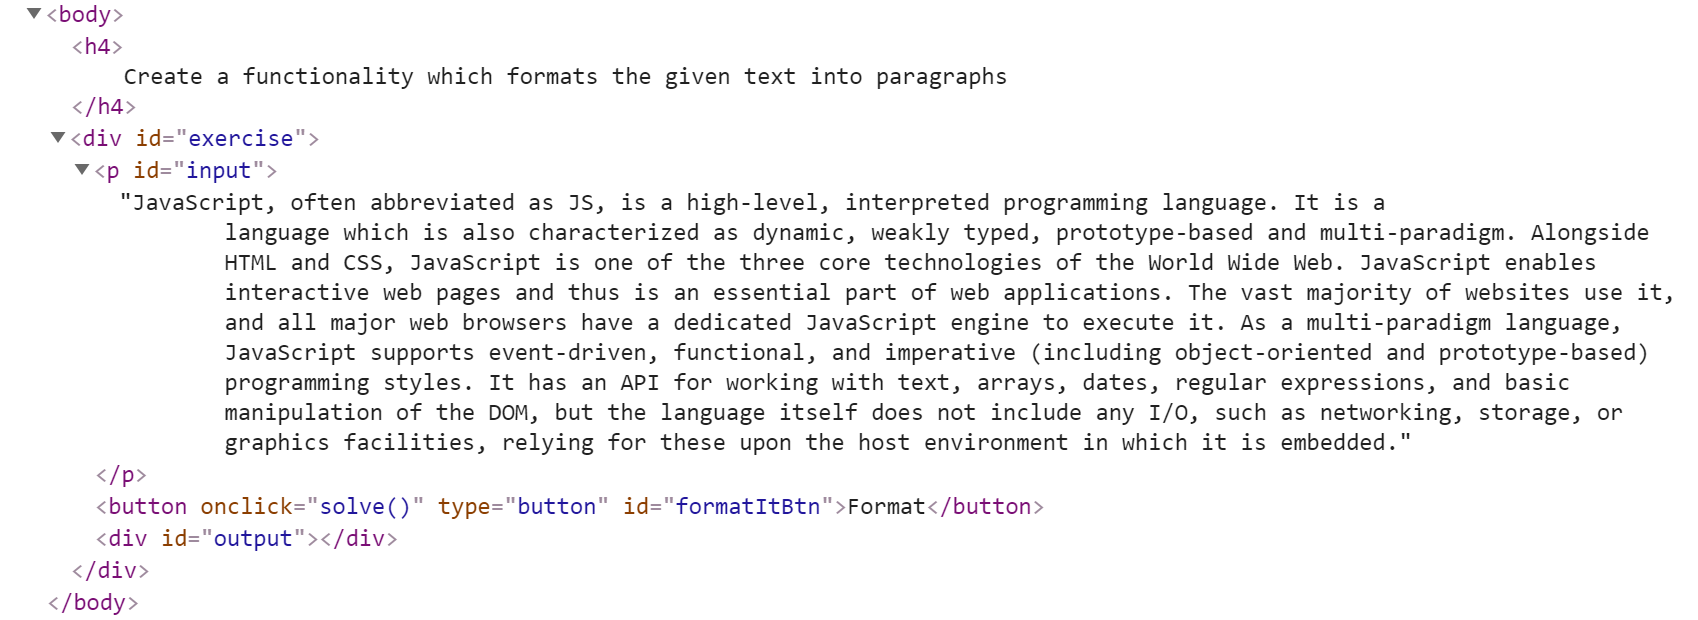 <body>
<h4>
Create a functionality which formats the given text into paragraphs
</h4>
<div id="exercise">
<p id="input">
"JavaScript, often abbreviated as JS, is a high-level, interpreted programming language. It is a
language which is also characterized as dynamic, weakly typed, prototype-based and multi-paradigm. Alongside
HTML and CSS, JavaScript is one of the three core technologies of the World Wide Web. JavaScript enables
interactive web pages and thus is an essential part of web applications. The vast majority of websites use it,
and all major web browsers have a dedicated JavaScript engine to execute it. As a multi-paradigm language,
JavaScript supports event-driven, functional, and imperative (including object-oriented and prototype-based)
programming styles. It has an API for working with text, arrays, dates, regular expressions, and basic
manipulation of the DOM, but the language itself does not include any I/O, such as networking, storage, or
graphics facilities, relying for these upon the host environment in which it is embedded."
</p>
<button onclick="solve()" type="button" id="formatItBtn">Format</button>
<div id="output"></div>
</div>
</body>